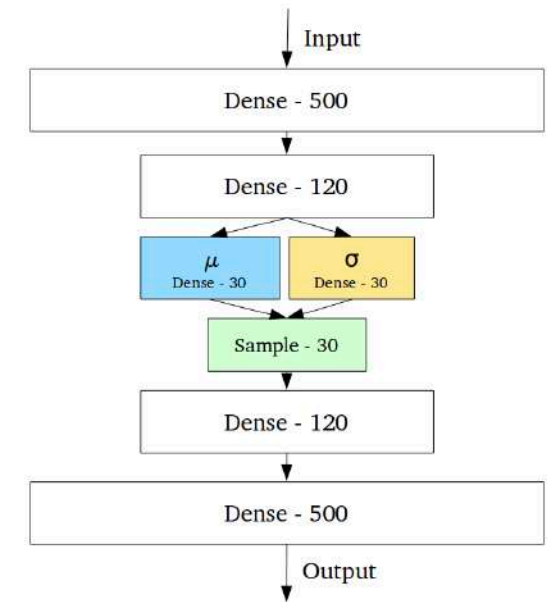 Input
Dense - 500
Dense - 120
μ
Dense - 30
σ
Dense - 30
Sample - 30
Dense - 120
Dense - 500
Output